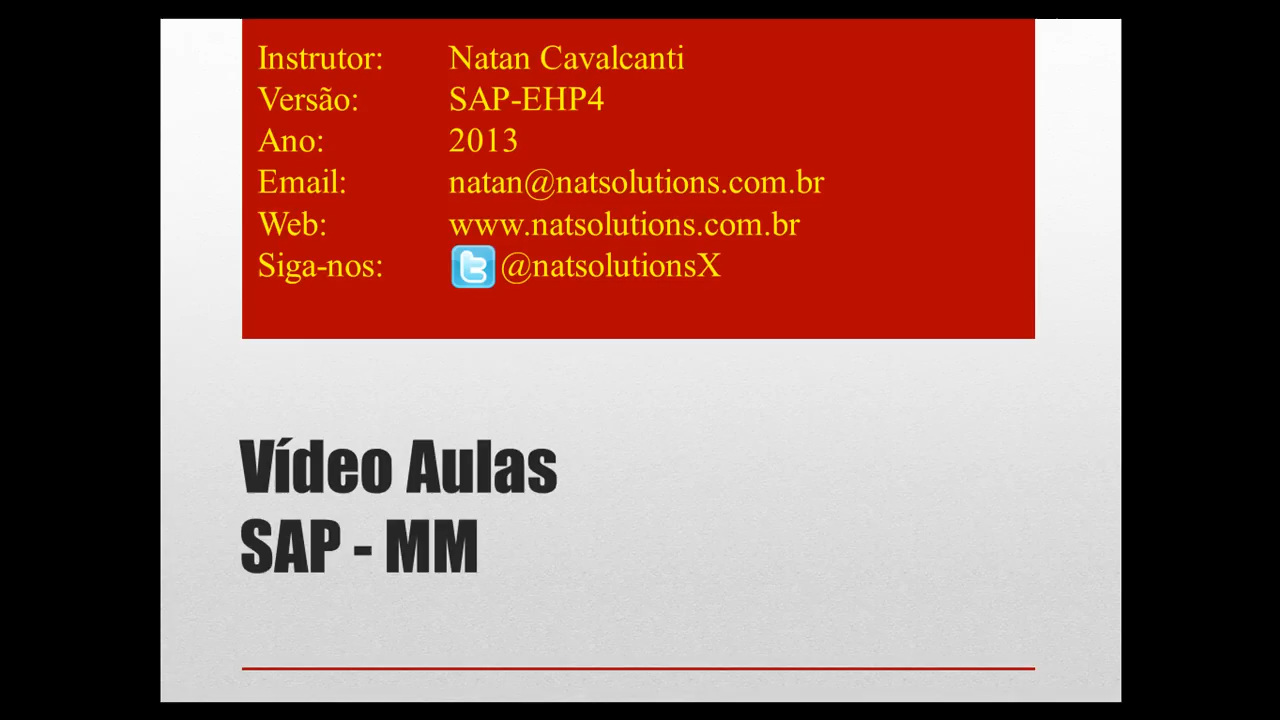 Instrutor: Natan Cavalcanti
Versão: SAP-EHP4
Ano: 2013
Email: natan@natsolutions.com.br
Web: www.natsolutions.com.br
Siga-nos: @natsolutionsX
Vídeo Aulas
SAP - MM